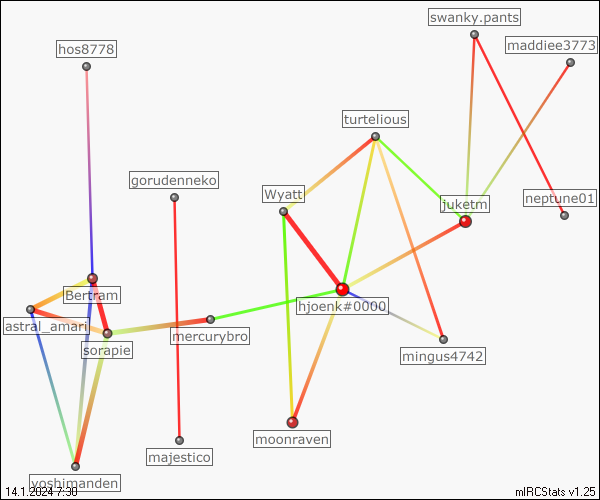 swanky.pants
maddiee3773
hos8778
turtelious
gorudenneko
Wyatt
neptune01
juketm
Bertram
hjoenk#0000
astral_amari
mercurybro
sorapie
mingus4742
moonraven
majestico
yoshimanden
14.1.2024 7:30
mIRCStats v1.25